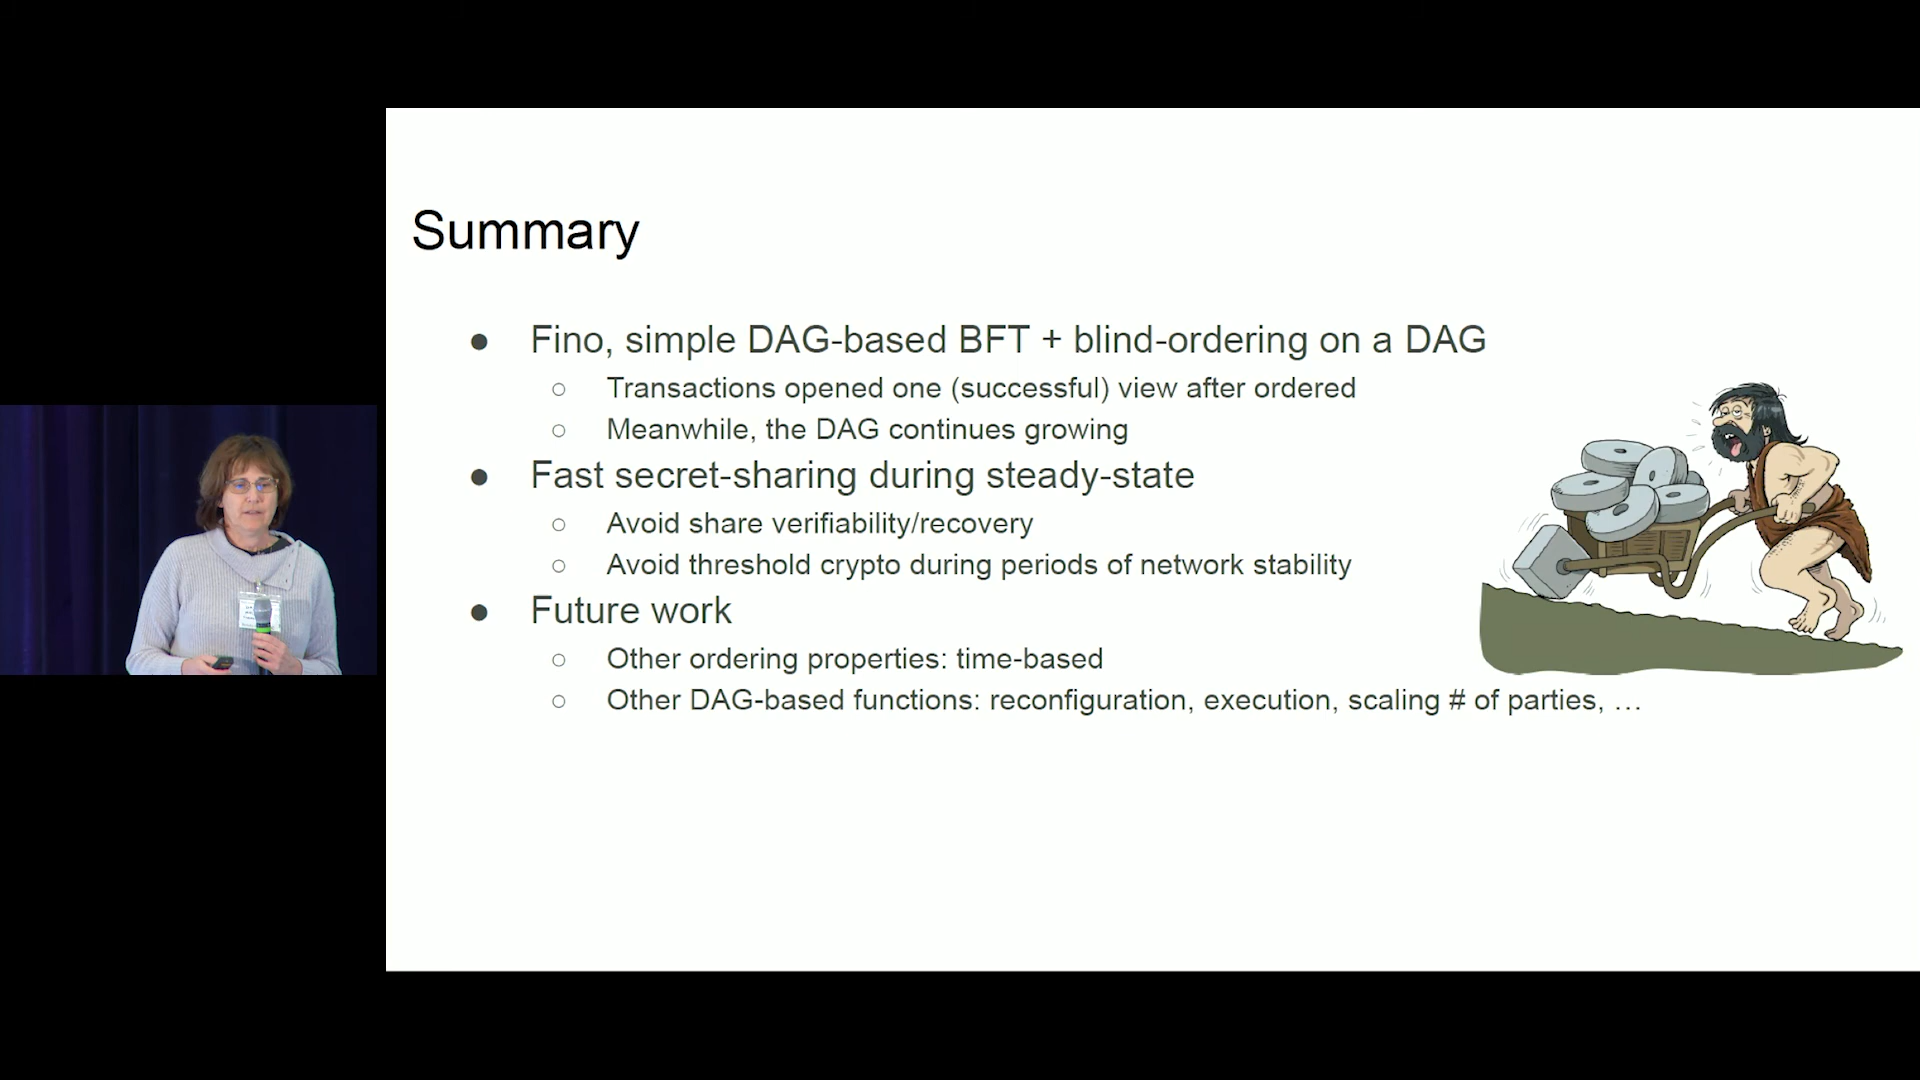 Summary
● Fino, simple DAG-based BFT + blind-ordering on a DAG
○ Transactions opened one (successful) view after ordered
○ Meanwhile, the DAG continues growing
● Fast secret-sharing during steady-state
○ Avoid share verifiability/recovery
○ Avoid threshold crypto during periods of network stability
● Future work
○ Other ordering properties: time-based
○ Other DAG-based functions: reconfiguration, execution, scaling # of parties, …